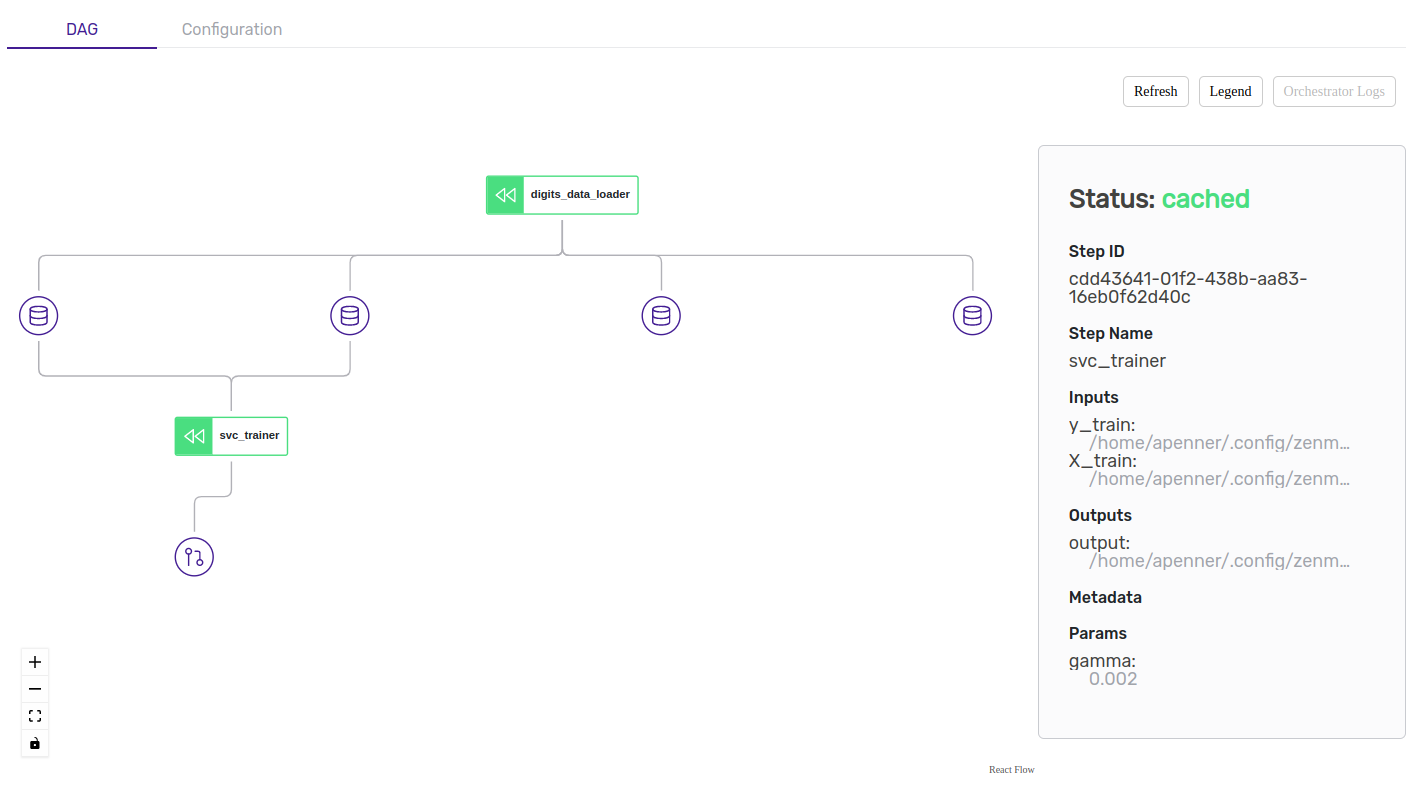 DAG
Configuration
Refresh
Legend
Orchestrator Logs
digits_data_loader
svc_trainer
Status: cached
Step ID
cdd43641-01f2-438b-aa83-
16eb0f62d40c
Step Name
svc_trainer
Inputs
y_train:
/home/apenner/.config/zenm...
X_train:
/home/apenner/.config/zenm...
Outputs
output:
/home/apenner/.config/zenm...
Metadata
Params
gamma:
0.002
React Flow